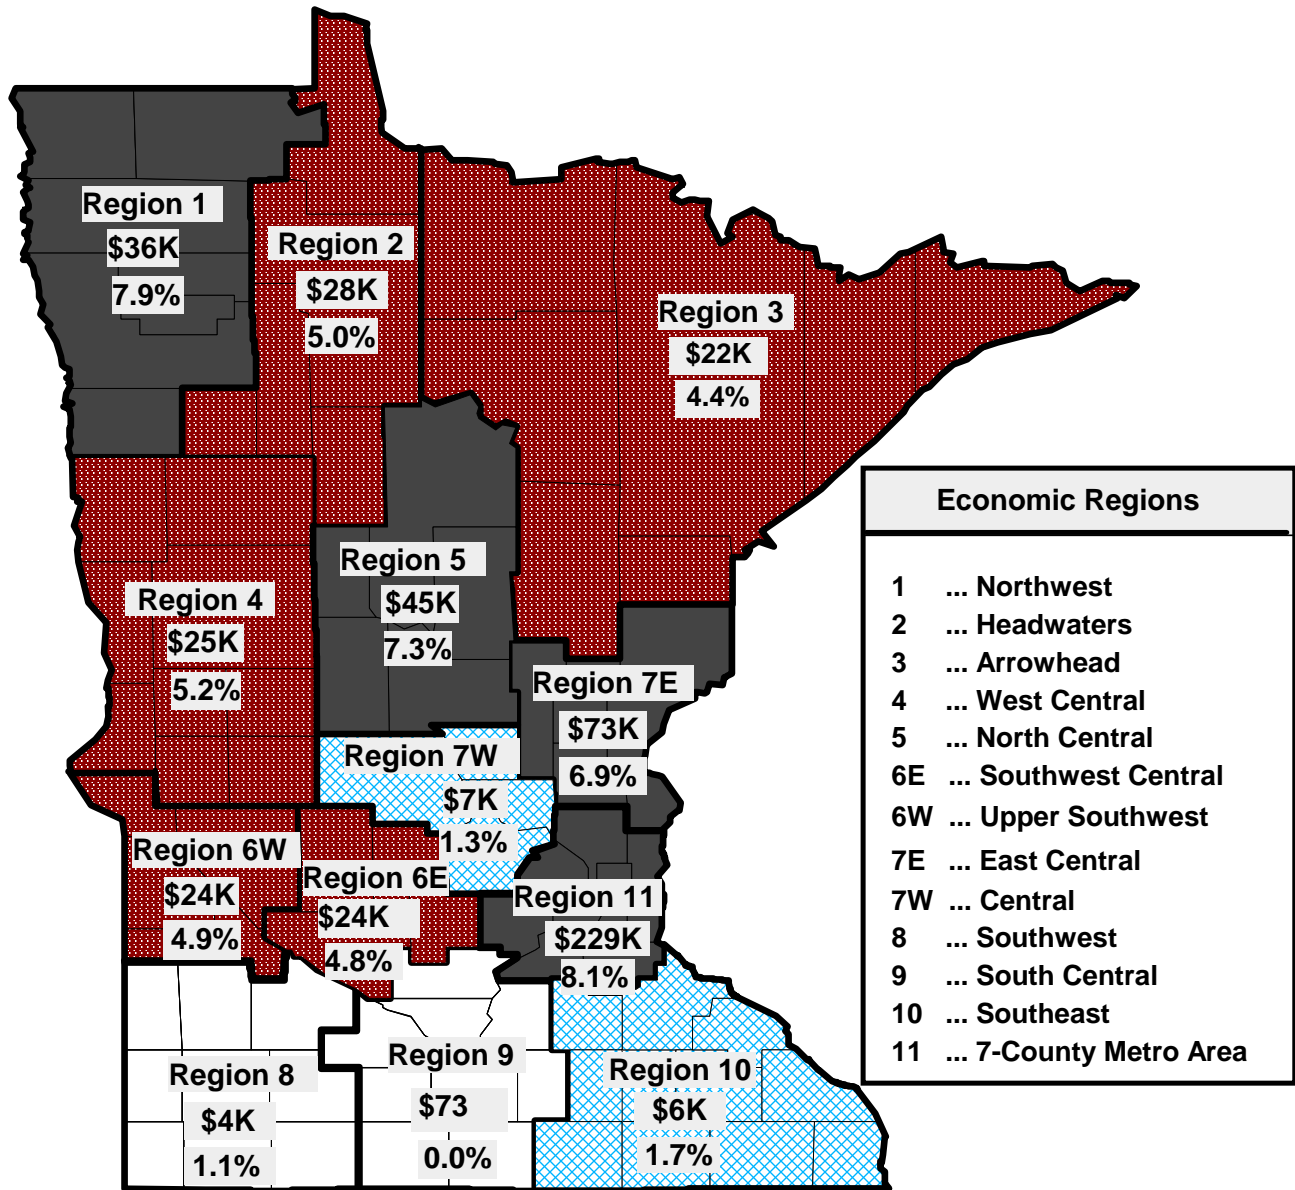 Region 1
$36K
7.9%
Region 2
$28K
5.0%
Region 3
$22K
4.4%
Region 4
$25K
5.2%
Region 5
$45K
7.3%
Region 7E
$73K
6.9%
Region 7W
$7K
1.3%
Region 6W
$24K
4.9%
Region 6E
$24K
4.8%
Region 11
$229K
8.1%
Region 8
$4K
1.1%
Region 9
$73
0.0%
Region 10
$6K
1.7%
Economic Regions
1 ... Northwest
2 ... Headwaters
3 ... Arrowhead
4 ... West Central
5 ... North Central
6E ... Southwest Central
6W ... Upper Southwest
7E ... East Central
7W ... Central
8 ... Southwest
9 ... South Central
10 ... Southeast
11 ... 7-County Metro Area